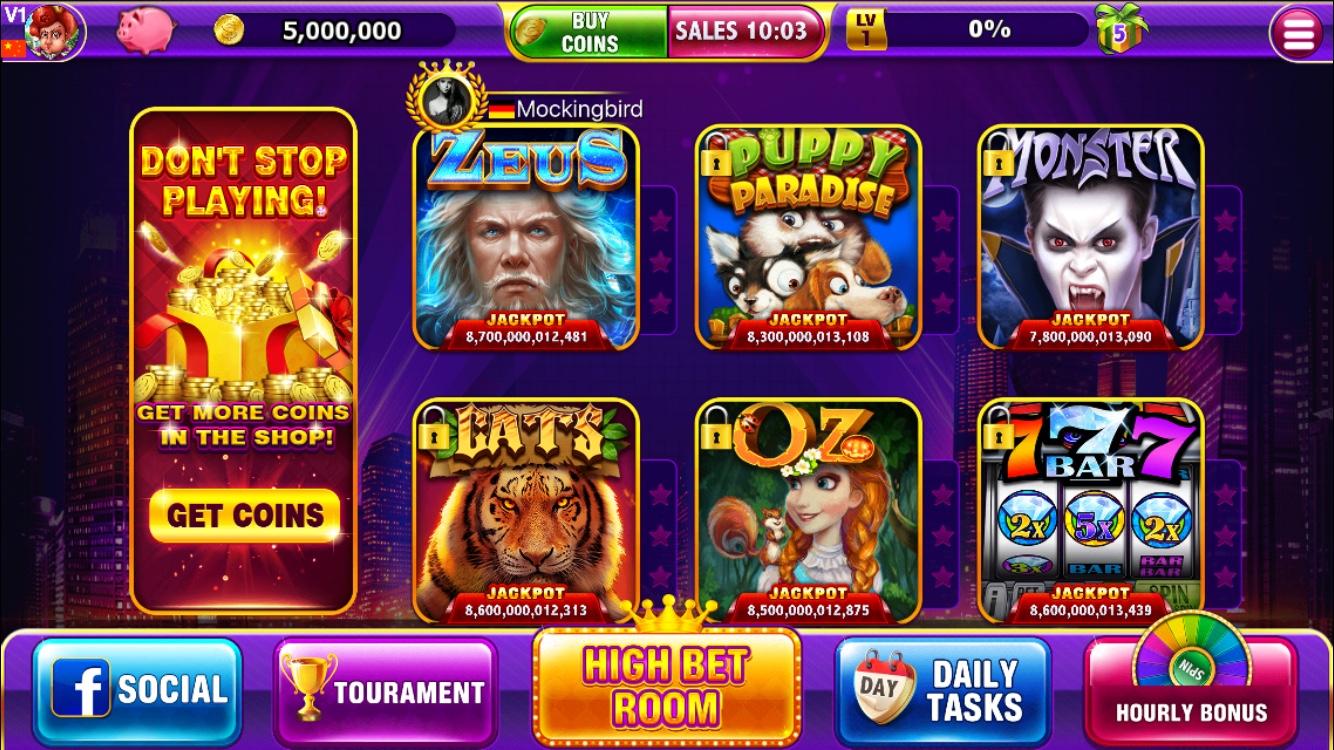 V1
5,000,000
BUY
COINS
SALES 10:03
LV
1
0%
5
Mockingbird
DON'T STOP
PLAYING!
GET MORE COINS
IN THE SHOP!
GET COINS
ZEUS
JACKPOT
8,700,000,012,481
PUPPY
PARADISE
JACKPOT
8,300,000,013,108
MONSTER
JACKPOT
7,800,000,013,090
CATS
JACKPOT
8,600,000,012,313
OZ
JACKPOT
8,500,000,012,875
777
BAR
2x 5x 2x
3x BAR BAR
BAR
SPIN
JACKPOT
8,600,000,013,439
f SOCIAL
TOURAMENT
HIGH BET
ROOM
DAY
DAILY
TASKS
SPIN
HOURLY BONUS